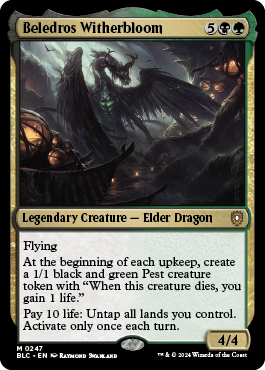 Beledros Witherbloom 5
Legendary Creature — Elder Dragon
Flying
At the beginning of each upkeep, create
a 1/1 black and green Pest creature
token with “When this creature dies, you
gain 1 life.”
Pay 10 life: Untap all lands you control.
Activate only once each turn.
4/4
M 0247
BLC • EN Raymond Swanland
™ & © 2024 Wizards of the Coast